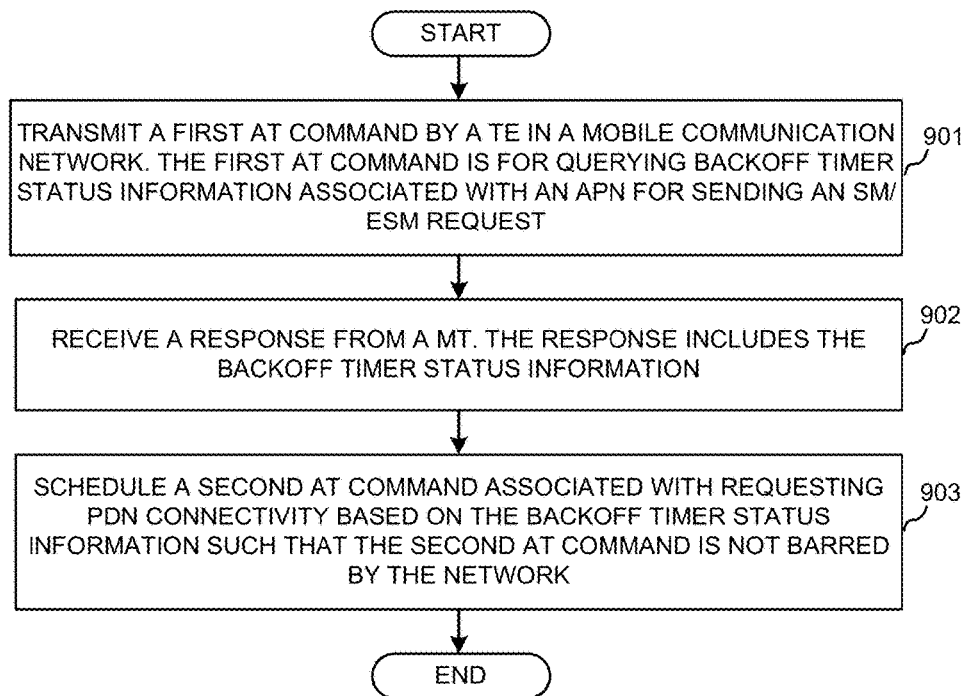 START
TRANSMIT A FIRST AT COMMAND BY A TE IN A MOBILE COMMUNICATION
NETWORK. THE FIRST AT COMMAND IS FOR QUERYING BACKOFF TIMER
STATUS INFORMATION ASSOCIATED WITH AN APN FOR SENDING AN SM/
ESM REQUEST
901
RECEIVE A RESPONSE FROM A MT. THE RESPONSE INCLUDES THE
BACKOFF TIMER STATUS INFORMATION
902
SCHEDULE A SECOND AT COMMAND ASSOCIATED WITH REQUESTING
PDN CONNECTIVITY BASED ON THE BACKOFF TIMER STATUS
INFORMATION SUCH THAT THE SECOND AT COMMAND IS NOT BARRED
BY THE NETWORK
903
END